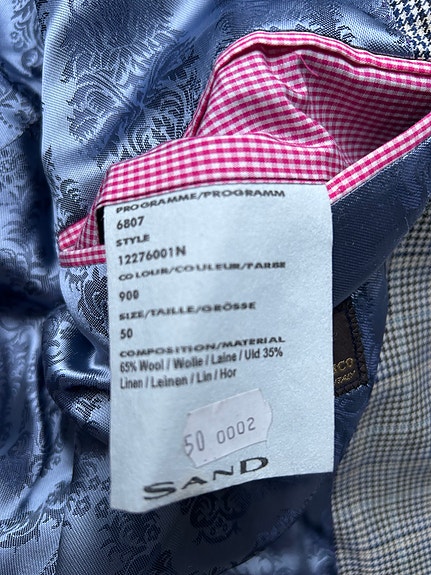 PROGRAMME/PROGRAMM
6807
STYLE
12276001N
COLOUR/COULEUR/FARBE
900
SIZE/TAILLE/GRÖSSE
50
COMPOSITION/MATERIAL
65% Wool / Wolle / Laine / Uld 35%
Linen / Leinen / Lin / Hor
50 0002
SAND